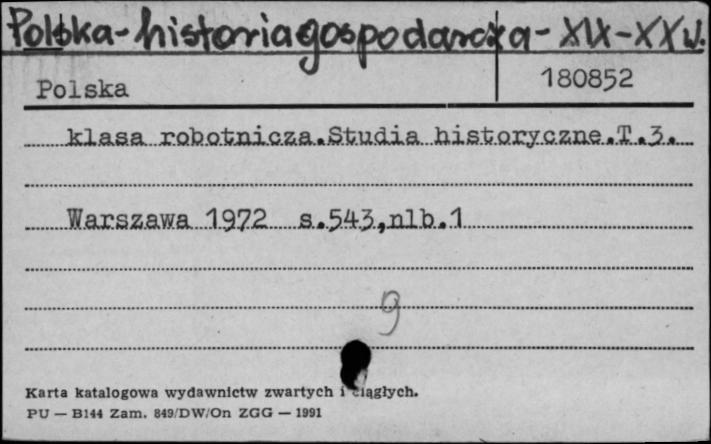 Polska - historia gospodarcza - XIX - XX w.
Polska 180852
klasa robotnicza.Studia historyczne.T.3.
Warszawa 1972 s.543,nlb.1
9
Karta katalogowa wydawnictw zwartych i ciągłych.
PU — B144 Zam. 849/DW/On ZGG — 1991